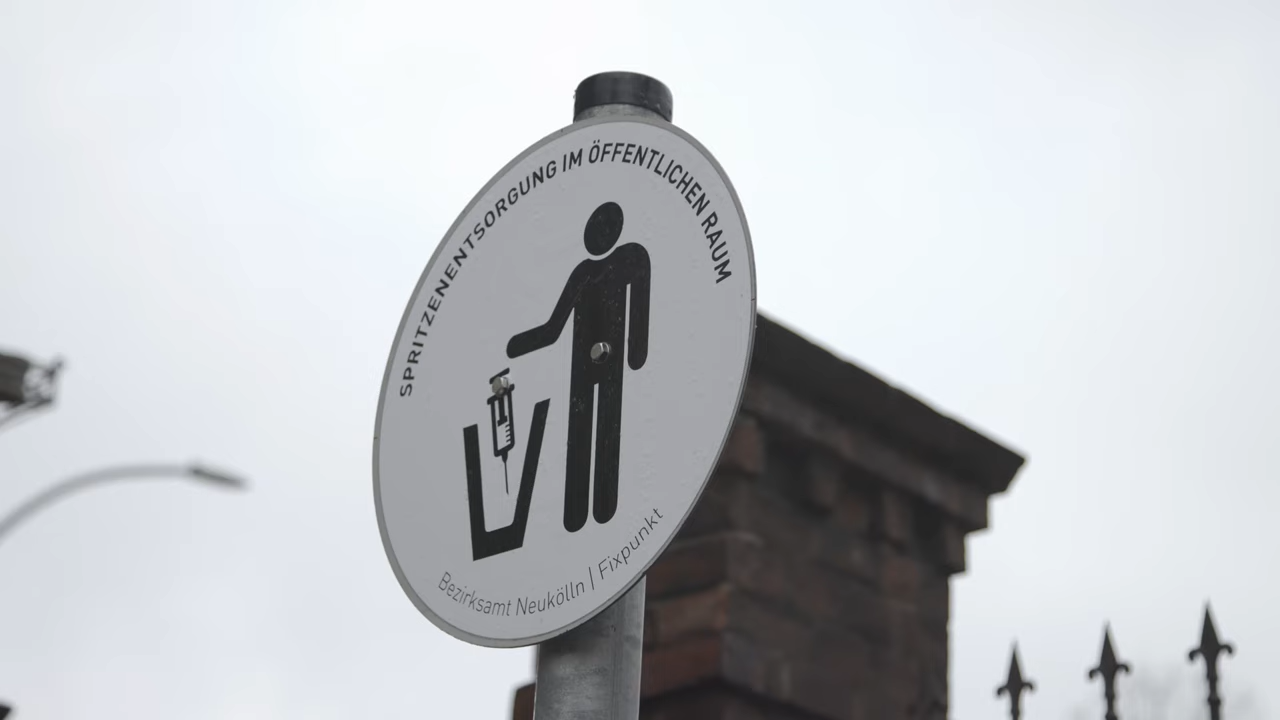 SPRITZENENTSORGUNG IM ÖFFENTLICHEN RAUM
Bezirksamt Neukölln | Fixpunkt